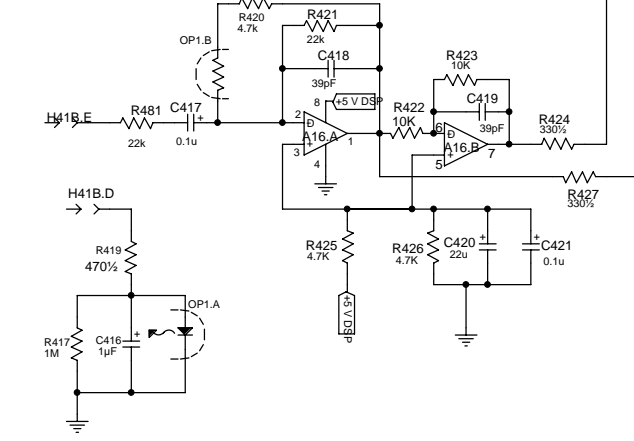 R420
4.7k
R421
22k
OP1.B
C418
39pF
R423
10K
8
+5 V DSP
H41B.E
R481
22k
C417
+
0.1u
2
Ð
A16.A
+
3
1
4
R422
10K
C419
39pF
6
Ð
A16.B
+
5
7
R424
330½
R427
330½
H41B.D
R419
470½
R425
4.7K
R426
4.7K
C420
22u
+
+
C421
0.1u
+5 V DSP
OP1.A
R417
1M
C416
1µF
+